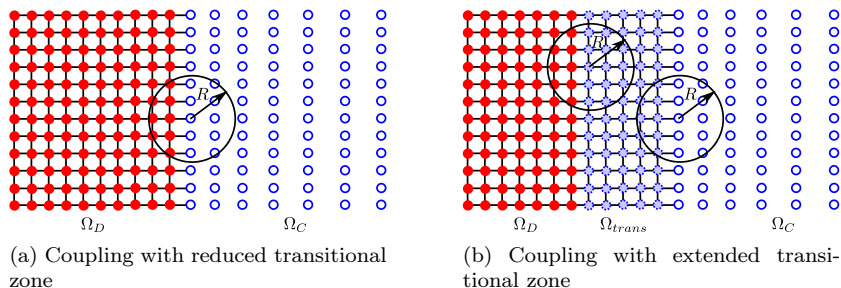 R
R
R
Ω_D Ω_C
Ω_D Ω_trans Ω_C
(a) Coupling with reduced transitional
zone
(b) Coupling with extended transi-
tional zone